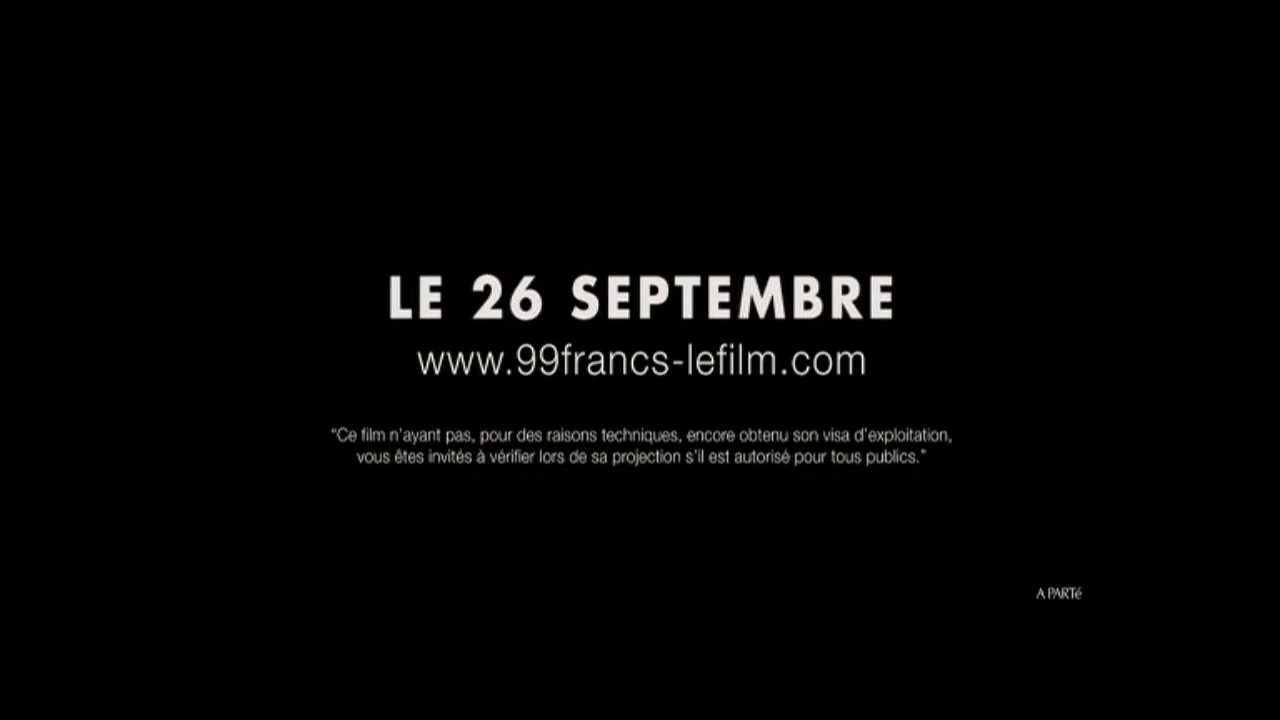 LE 26 SEPTEMBRE
www.99francs-lefilm.com
"Ce film n'ayant pas, pour des raisons techniques, encore obtenu son visa d'exploitation,
vous êtes invités à vérifier lors de sa projection s'il est autorisé pour tous publics."
A PARTé